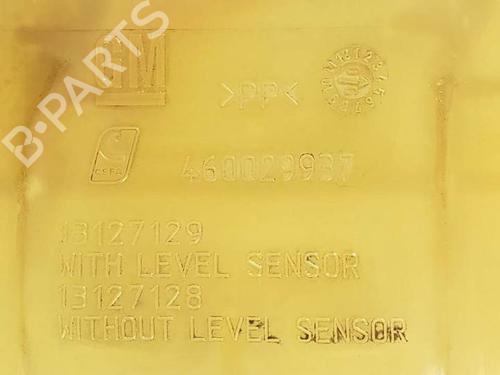 B-PARTS
GM
>PP<
CEFA
460029937
13127129
WITH LEVEL SENSOR
13127128
WITHOUT LEVEL SENSOR